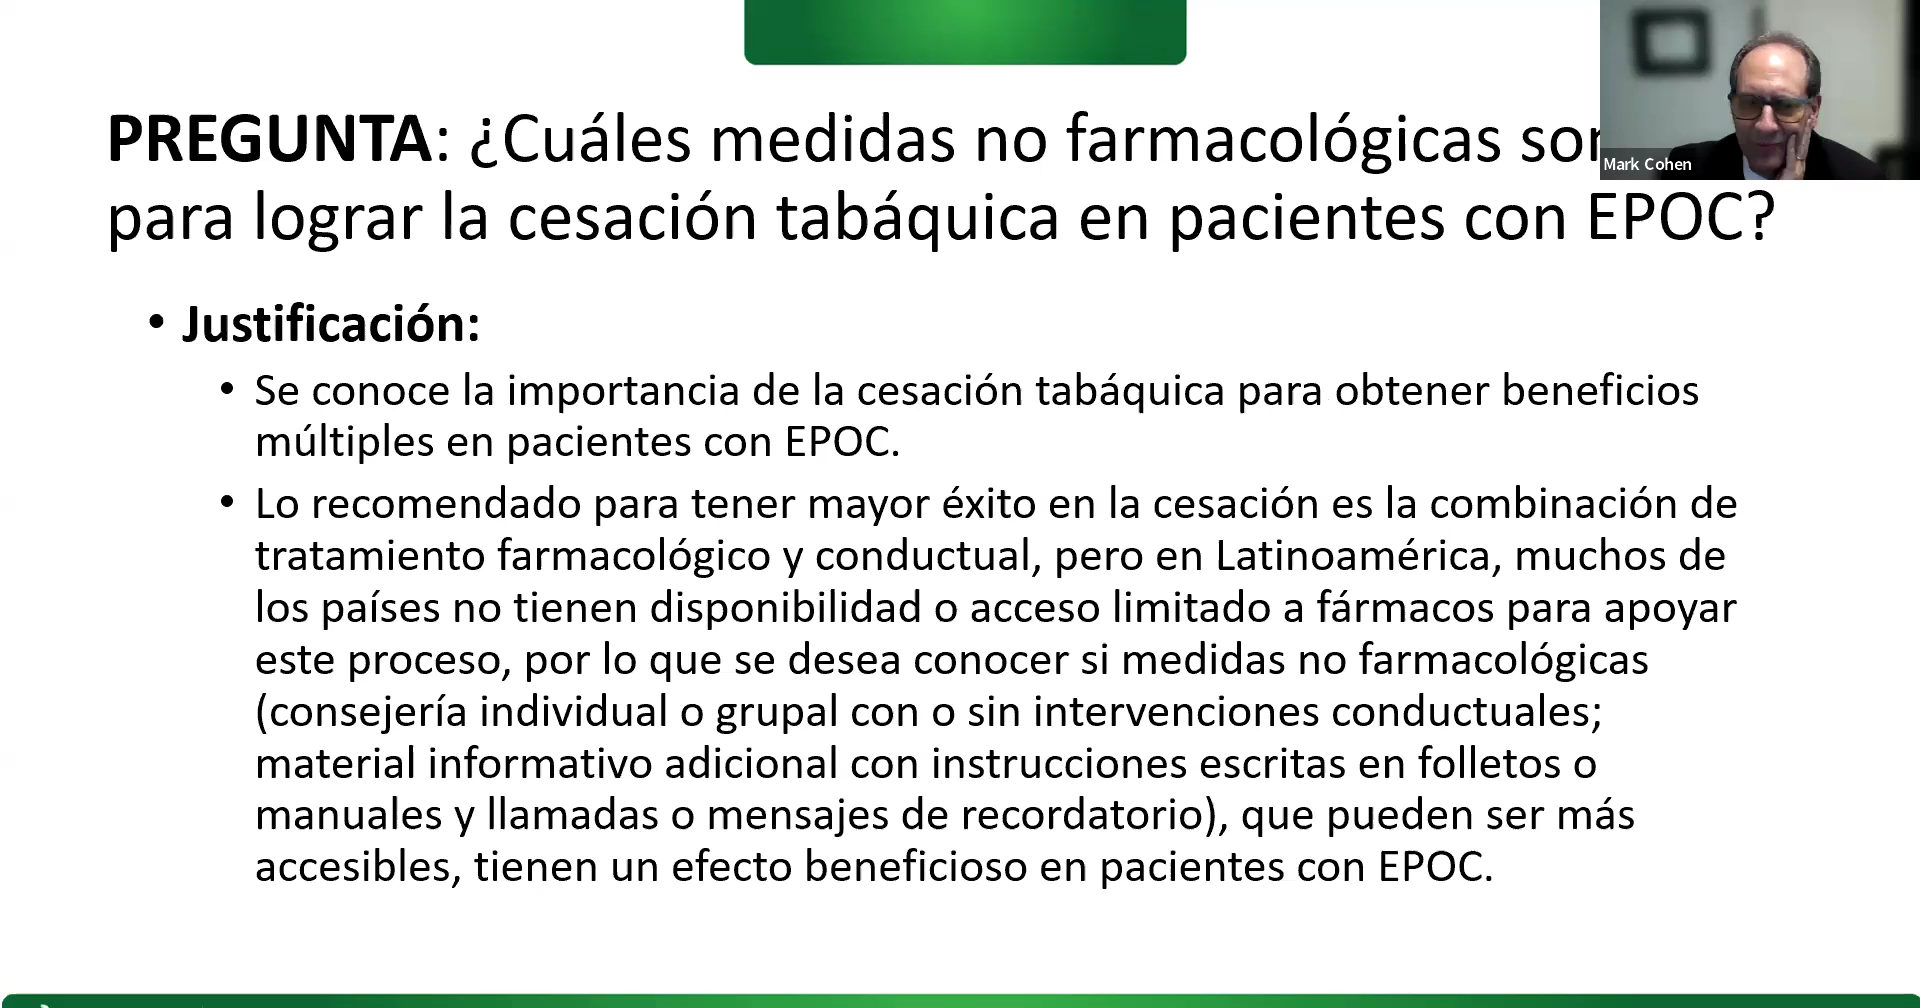 PREGUNTA: ¿Cuáles medidas no farmacológicas
Mark Cohen
para lograr la cesación tabáquica en pacientes con EPOC?
• Justificación:
• Se conoce la importancia de la cesación tabáquica para obtener beneficios
múltiples en pacientes con EPOC.
• Lo recomendado para tener mayor éxito en la cesación es la combinación de
tratamiento farmacológico y conductual, pero en Latinoamérica, muchos de
los países no tienen disponibilidad o acceso limitado a fármacos para apoyar
este proceso, por lo que se desea conocer si medidas no farmacológicas
(consejería individual o grupal con o sin intervenciones conductuales;
material informativo adicional con instrucciones escritas en folletos o
manuales y llamadas o mensajes de recordatorio), que pueden ser más
accesibles, tienen un efecto beneficioso en pacientes con EPOC.